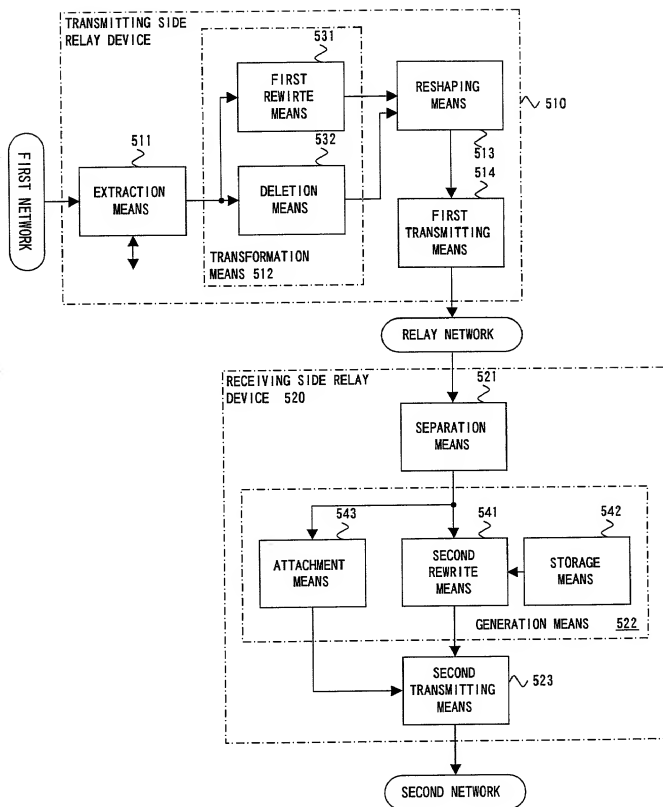 TRANSMITTING SIDE
RELAY DEVICE
531
FIRST
REWIRTE
MEANS
RESHAPING
MEANS
510
513
FIRST NETWORK
511
EXTRACTION
MEANS
532
DELETION
MEANS
514
FIRST
TRANSMITTING
MEANS
TRANSFORMATION
MEANS 512
RELAY NETWORK
RECEIVING SIDE RELAY
DEVICE 520
521
SEPARATION
MEANS
543
ATTACHMENT
MEANS
541
SECOND
REWRITE
MEANS
542
STORAGE
MEANS
GENERATION MEANS 522
SECOND
TRANSMITTING
MEANS
523
SECOND NETWORK